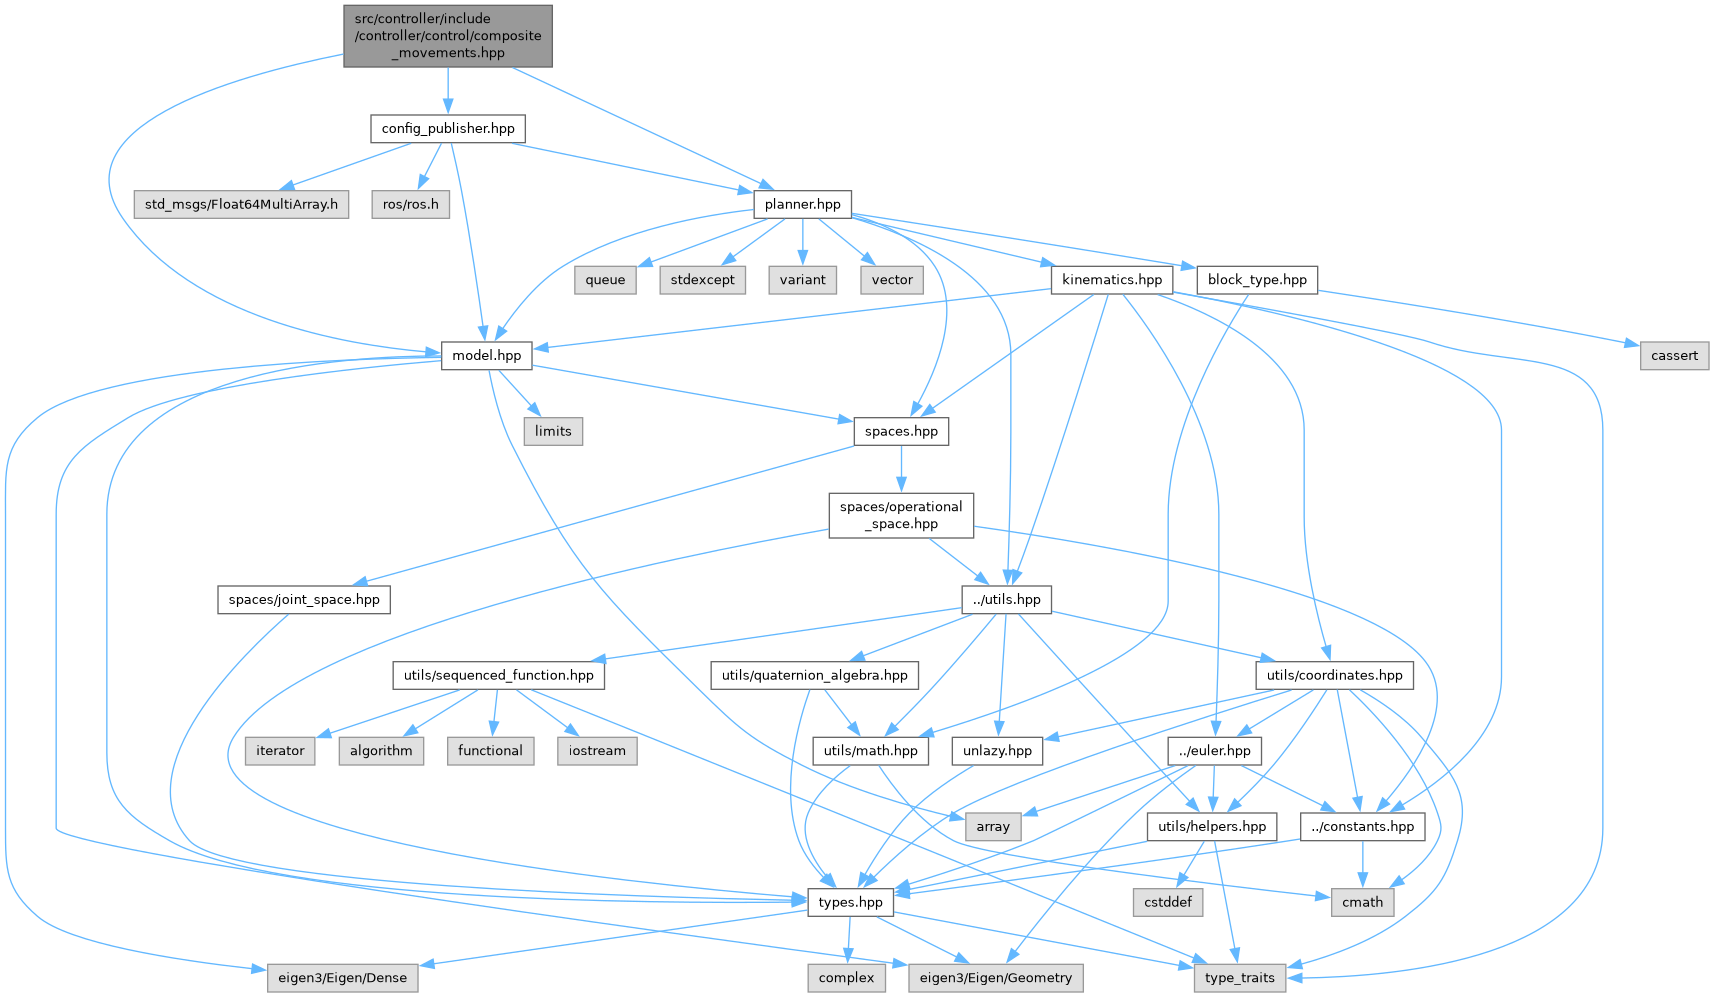 src/controller/include
/controller/control/composite
_movements.hpp
config_publisher.hpp
std_msgs/Float64MultiArray.h
ros/ros.h
planner.hpp
queue
stdexcept
variant
vector
kinematics.hpp
block_type.hpp
model.hpp
cassert
limits
spaces.hpp
spaces/operational
_space.hpp
spaces/joint_space.hpp
../utils.hpp
utils/sequenced_function.hpp
utils/quaternion_algebra.hpp
utils/coordinates.hpp
iterator
algorithm
functional
iostream
utils/math.hpp
unlazy.hpp
../euler.hpp
array
utils/helpers.hpp
../constants.hpp
types.hpp
cstddef
cmath
eigen3/Eigen/Dense
complex
eigen3/Eigen/Geometry
type_traits